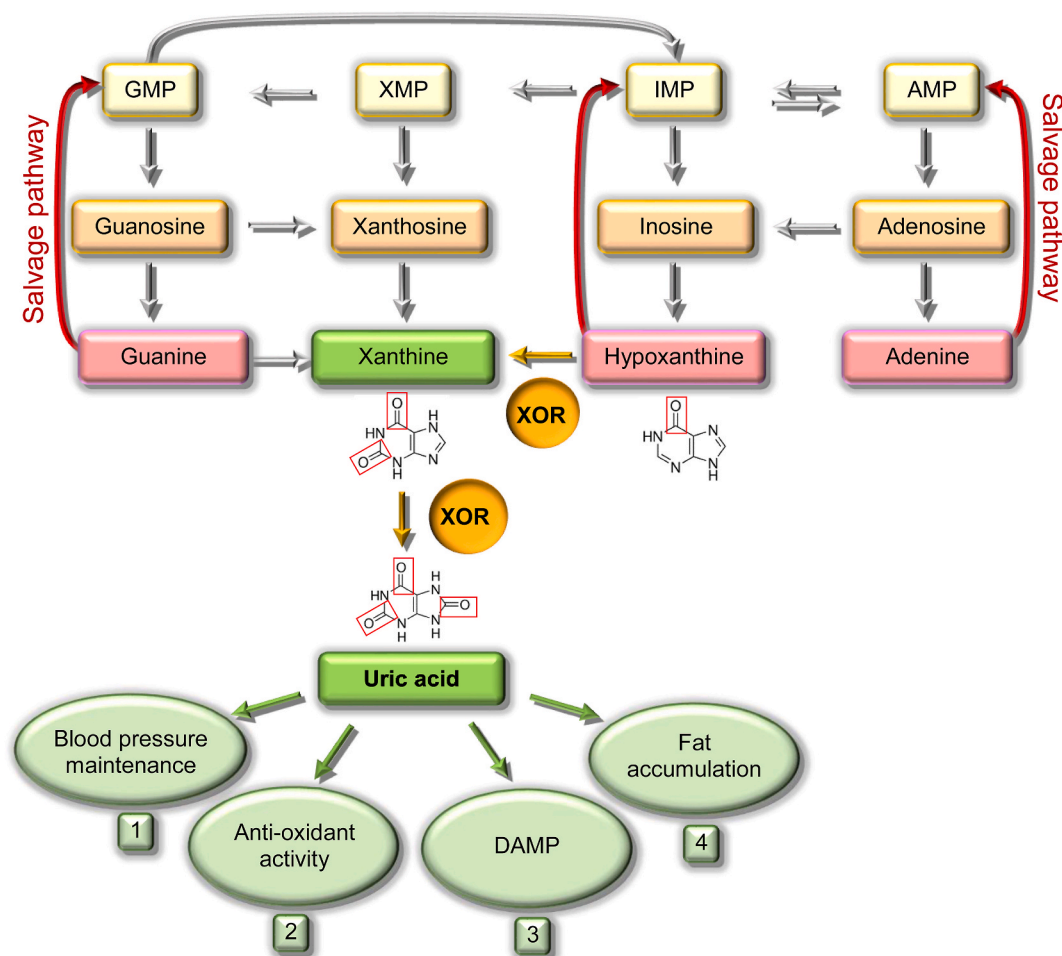 GMP
XMP
IMP
AMP
Salvage pathway
Salvage pathway
Guanosine
Xanthosine
Inosine
Adenosine
Guanine
Xanthine
Hypoxanthine
Adenine
XOR
O
H
N
HN
O
N
H
N
O
HN
N
N
N
H
XOR
O
H
N
HN
O
O
N
H
N
H
Uric acid
Blood pressure
maintenance
Fat
accumulation
Anti-oxidant
activity
DAMP
1
4
2
3